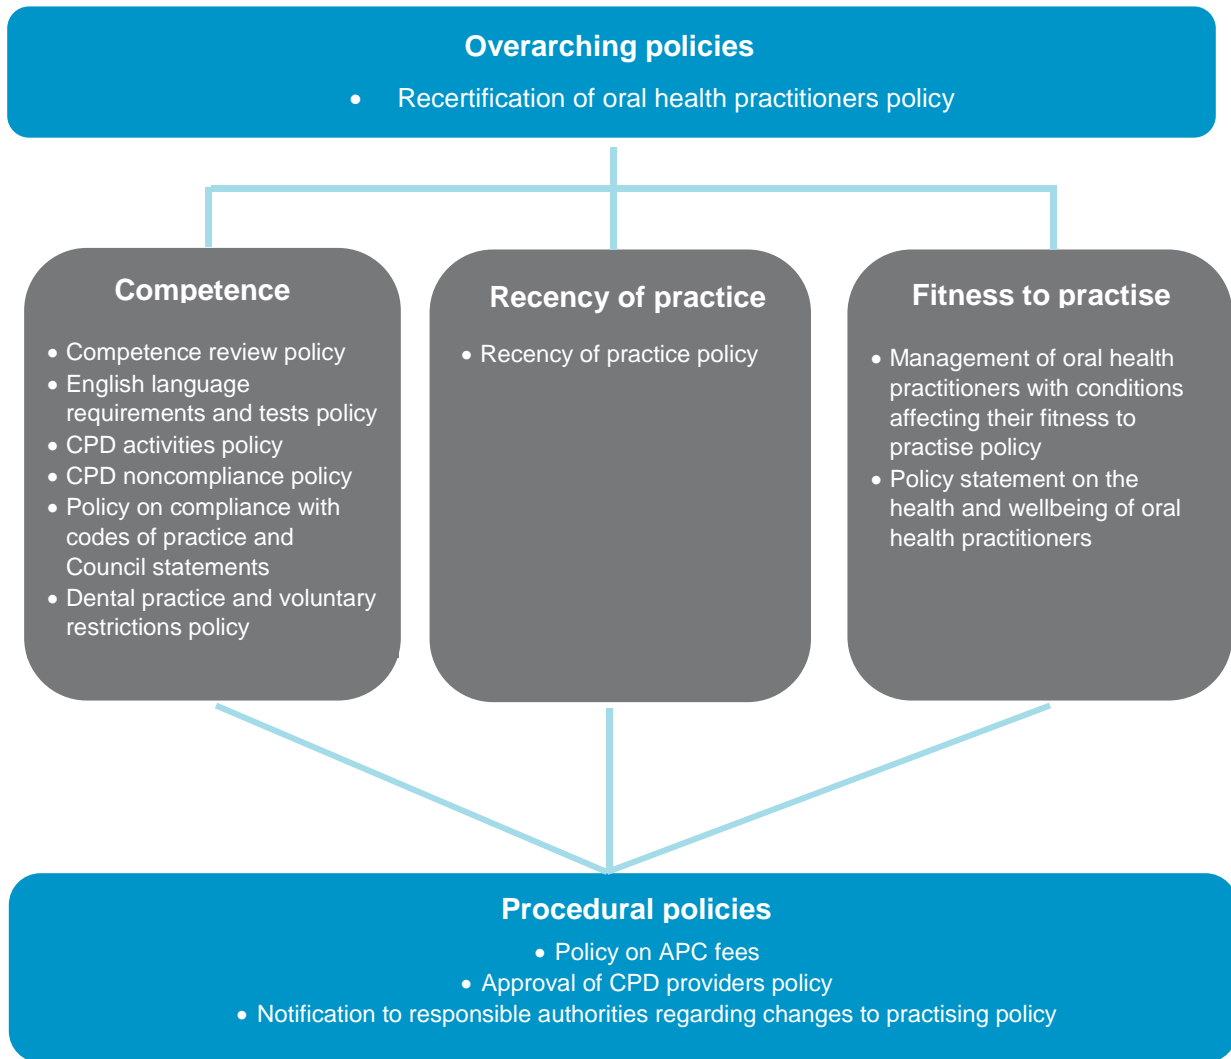 Overarching policies
• Recertification of oral health practitioners policy
Competence
• Competence review policy
• English language
requirements and tests policy
• CPD activities policy
• CPD noncompliance policy
• Policy on compliance with
codes of practice and
Council statements
• Dental practice and voluntary
restrictions policy
Recency of practice
• Recency of practice policy
Fitness to practise
• Management of oral health
practitioners with conditions
affecting their fitness to
practise policy
• Policy statement on the
health and wellbeing of oral
health practitioners
Procedural policies
• Policy on APC fees
• Approval of CPD providers policy
• Notification to responsible authorities regarding changes to practising policy